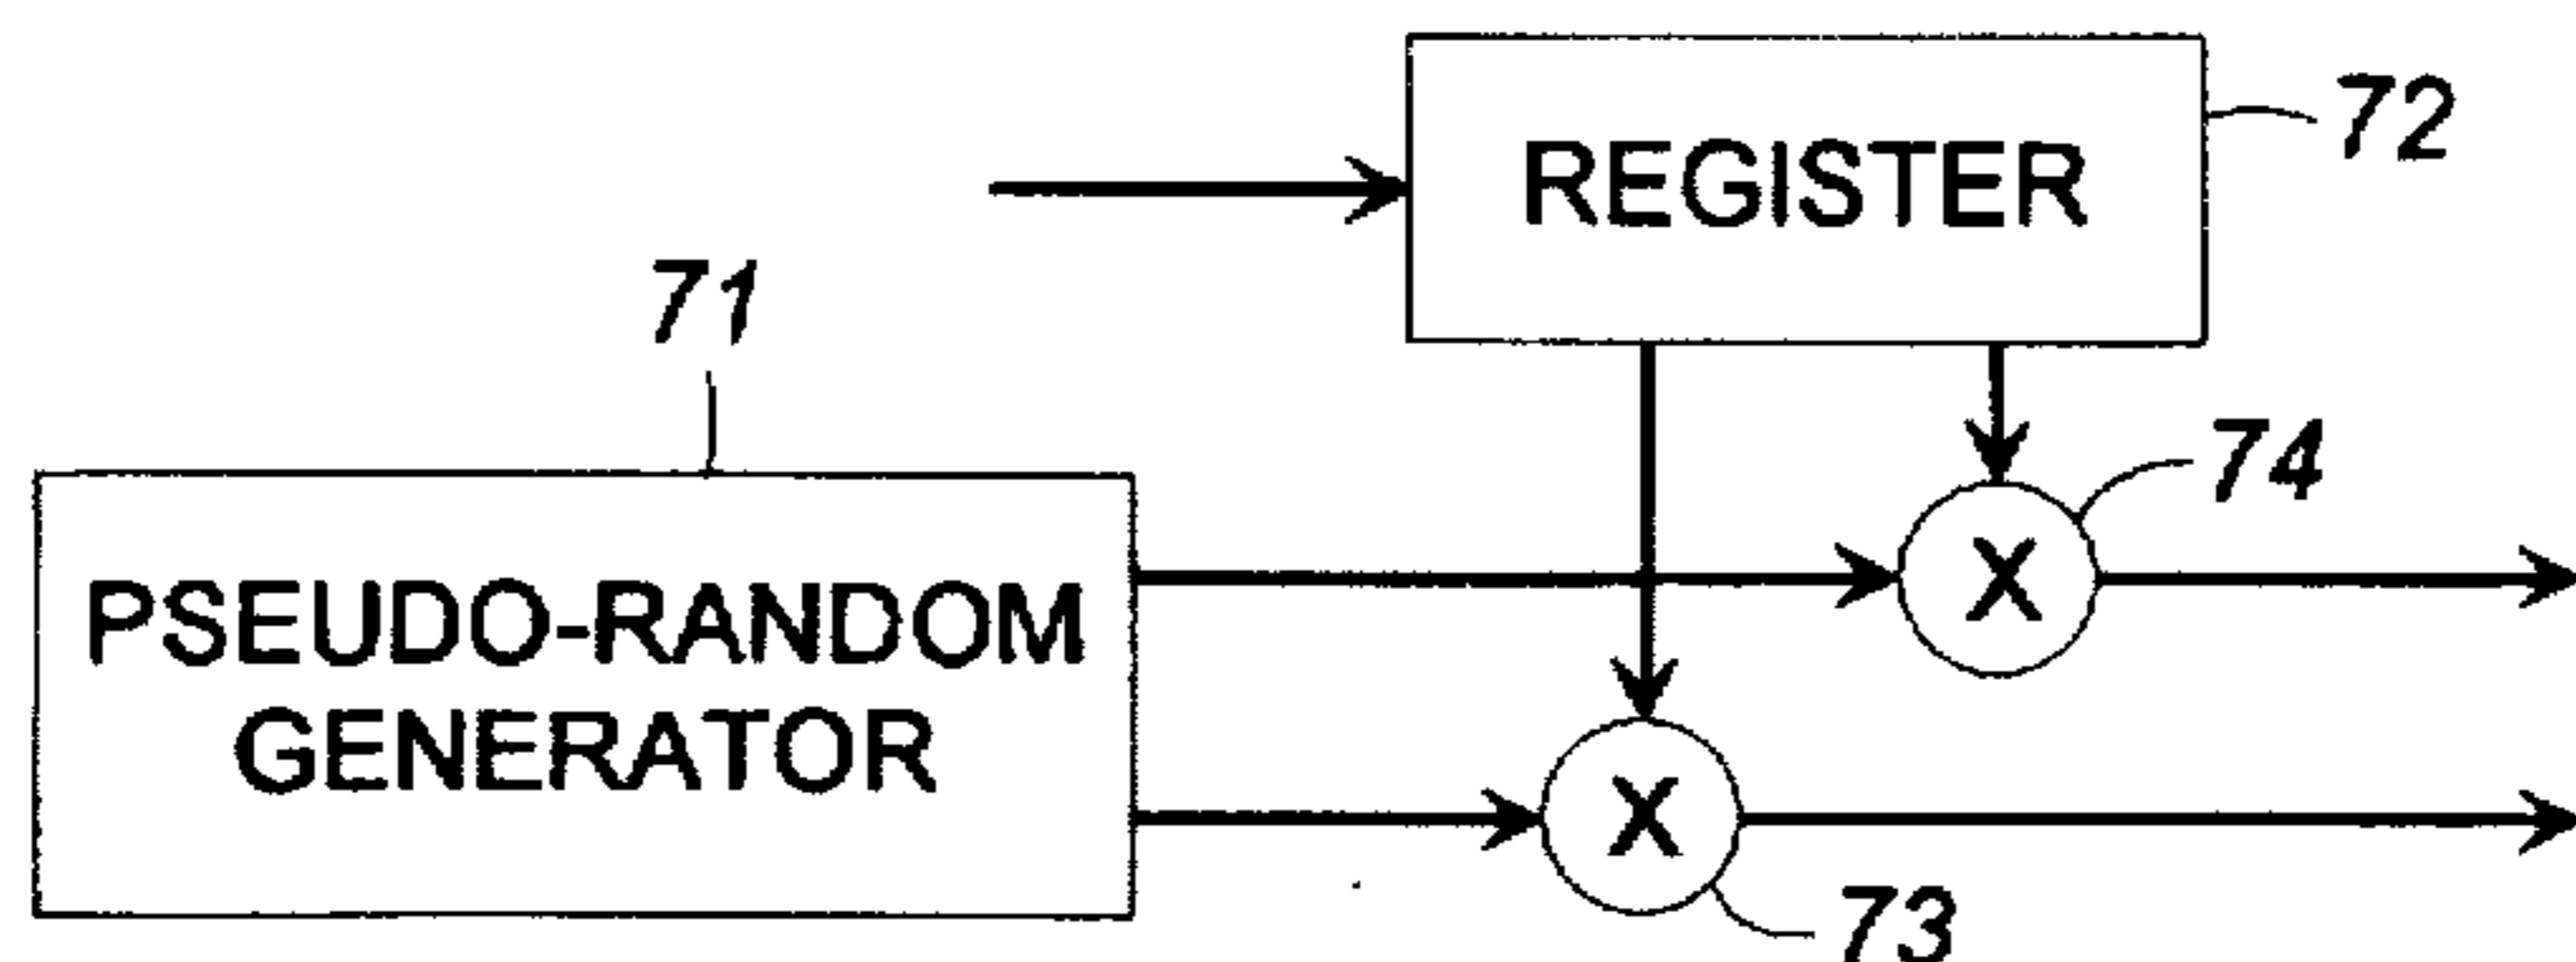 REGISTER
72
71
74
PSEUDO-RANDOM
GENERATOR
X
X
73